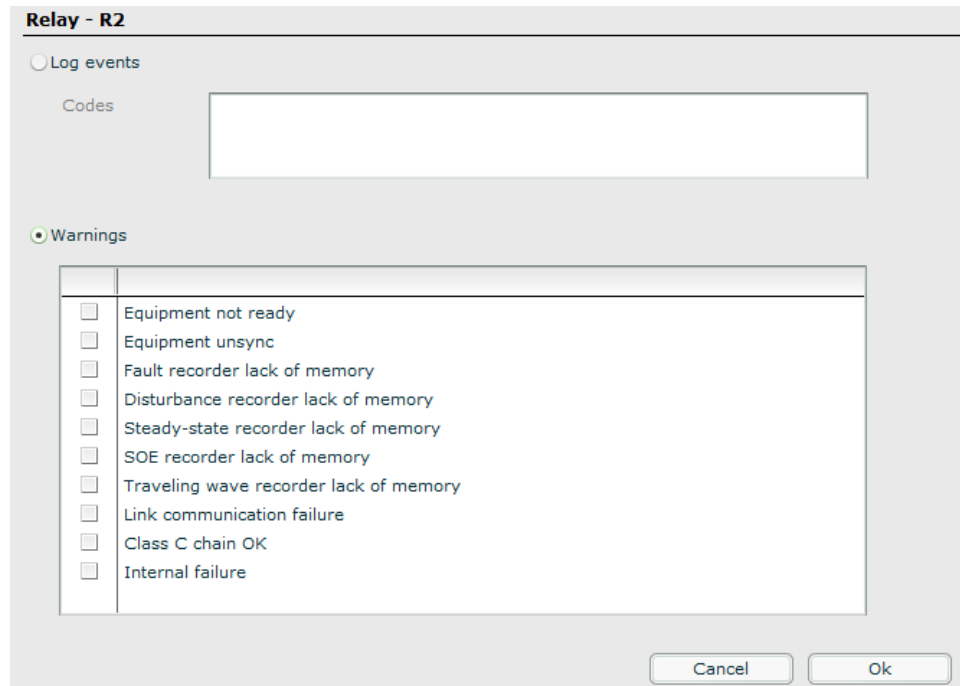 Relay - R2
Log events
Codes
Warnings
Equipment not ready
Equipment unsync
Fault recorder lack of memory
Disturbance recorder lack of memory
Steady-state recorder lack of memory
SOE recorder lack of memory
Traveling wave recorder lack of memory
Link communication failure
Class C chain OK
Internal failure
Cancel Ok